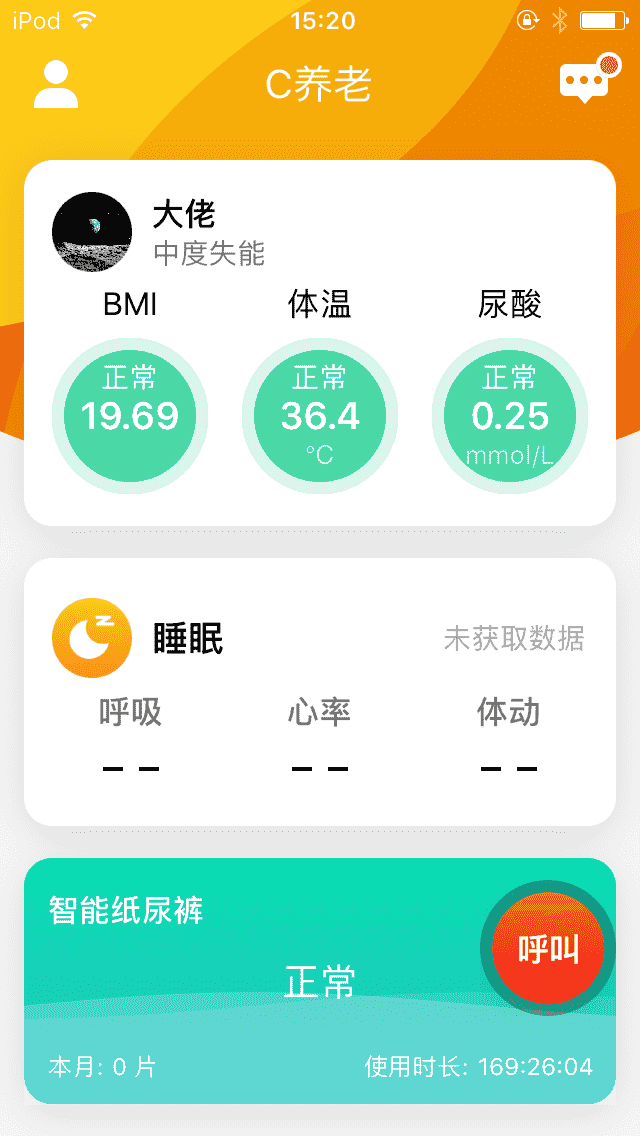 iPod 15:20
C养老
大佬
中度失能
BMI 体温 尿酸
正常 正常 正常
19.69 36.4 0.25
°C mmol/L
睡眠 未获取数据
呼吸 心率 体动
-- -- --
智能纸尿裤
呼叫
正常
本月: 0 片 使用时长: 169:26:04